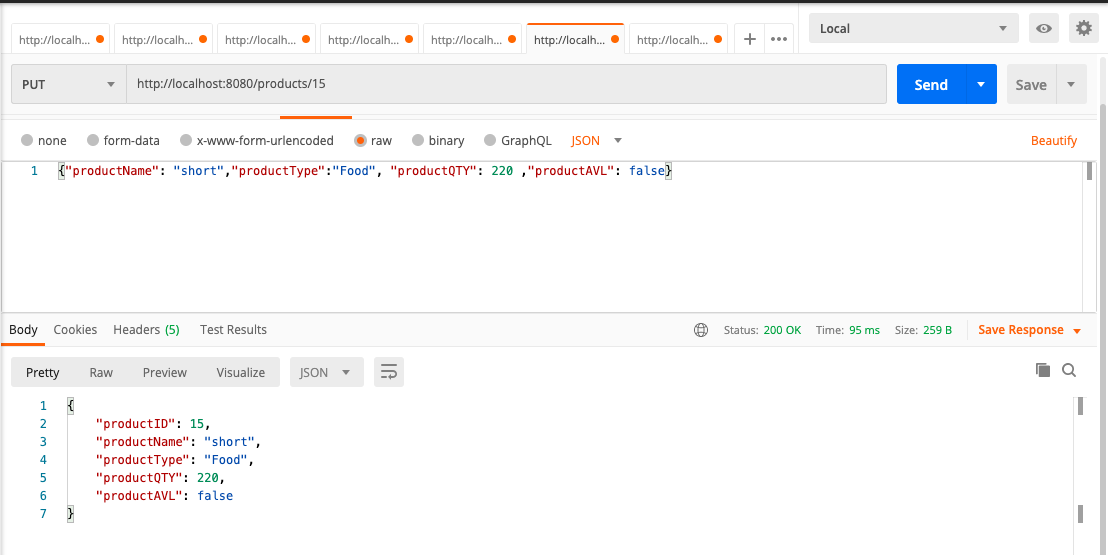 http://localh... http://localh... http://localh... http://localh... http://localh... http://localh... http://localh... + ••• Local
PUT http://localhost:8080/products/15 Send Save
none form-data x-www-form-urlencoded raw binary GraphQL JSON Beautify
1 {"productName": "short","productType":"Food", "productQTY": 220 ,"productAVL": false}
Body Cookies Headers (5) Test Results Status: 200 OK Time: 95 ms Size: 259 B Save Response
Pretty Raw Preview Visualize JSON
1 {
2 "productID": 15,
3 "productName": "short",
4 "productType": "Food",
5 "productQTY": 220,
6 "productAVL": false
7 }